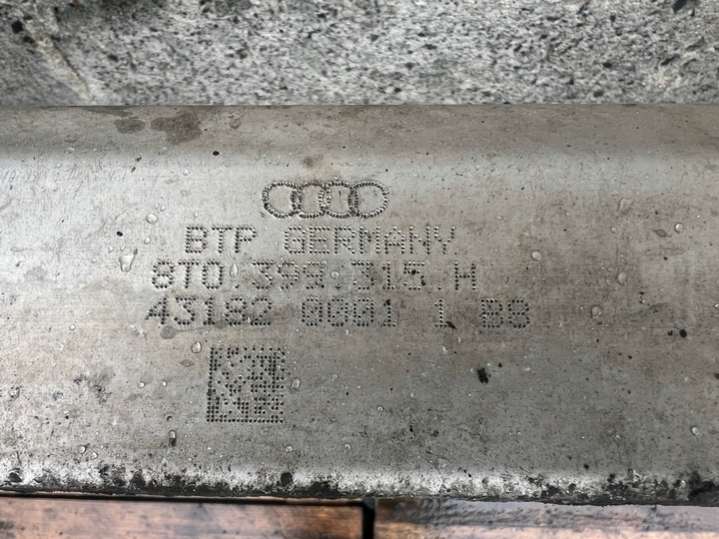 BTP GERMANY
8T0.399.315.H
43182 0001 1 B8